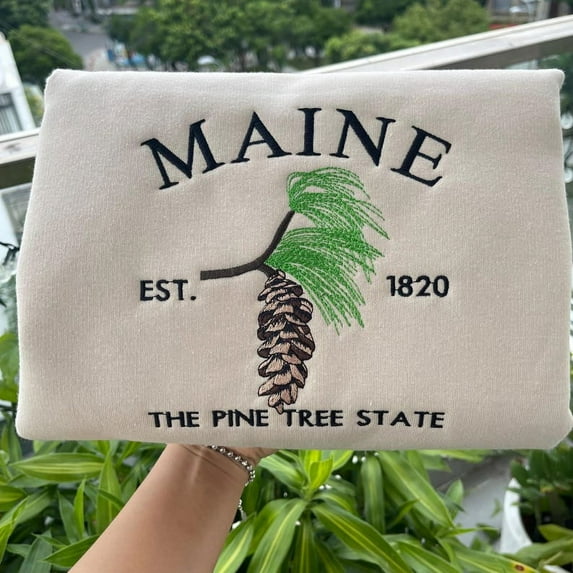 MAINE
EST. 1820
THE PINE TREE STATE